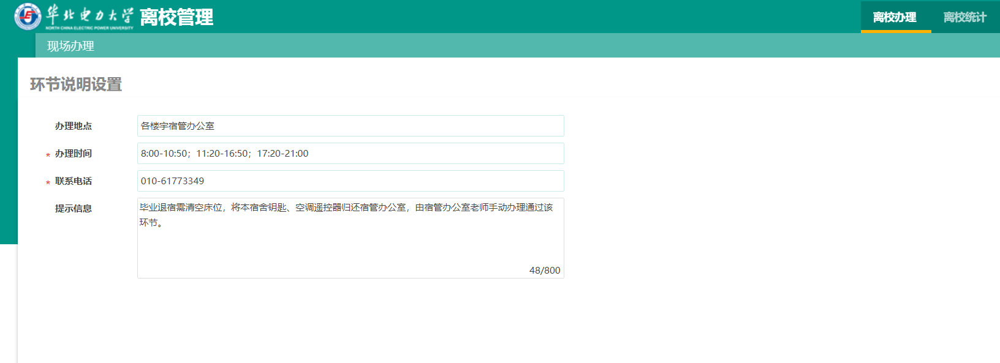 华北电力大学
NORTH CHINA ELECTRIC POWER UNIVERSITY
离校管理
离校办理
离校统计
现场办理
环节说明设置
办理地点
各楼宇宿管办公室
* 办理时间
8:00-10:50；11:20-16:50；17:20-21:00
* 联系电话
010-61773349
提示信息
毕业退宿需清空床位，将本宿舍钥匙、空调遥控器归还宿管办公室，由宿管办公室老师手动办理通过该
环节。
48/800